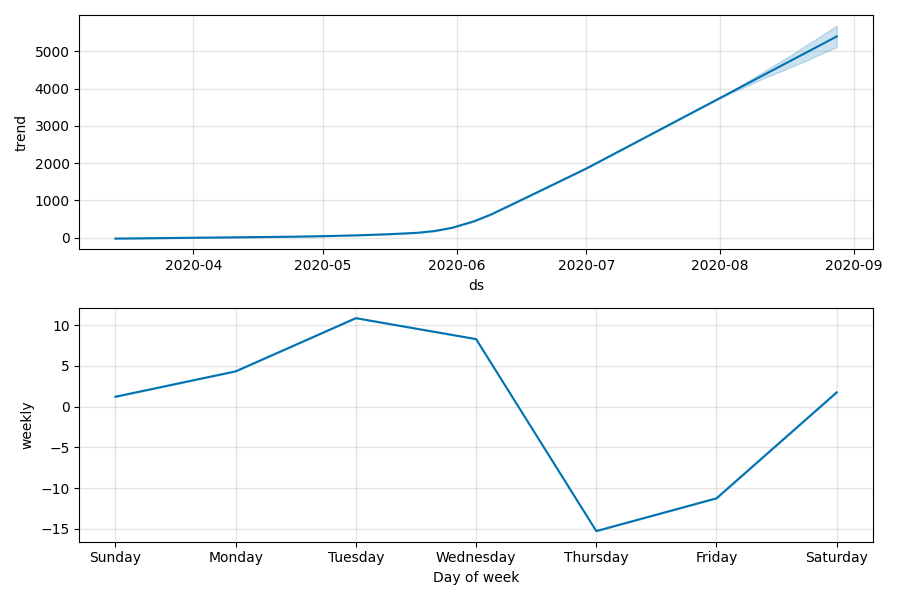 5000
4000
3000
2000
1000
0
trend
2020-04 2020-05 2020-06 2020-07 2020-08 2020-09
ds
10
5
0
−5
−10
−15
weekly
Sunday Monday Tuesday Wednesday Thursday Friday Saturday
Day of week